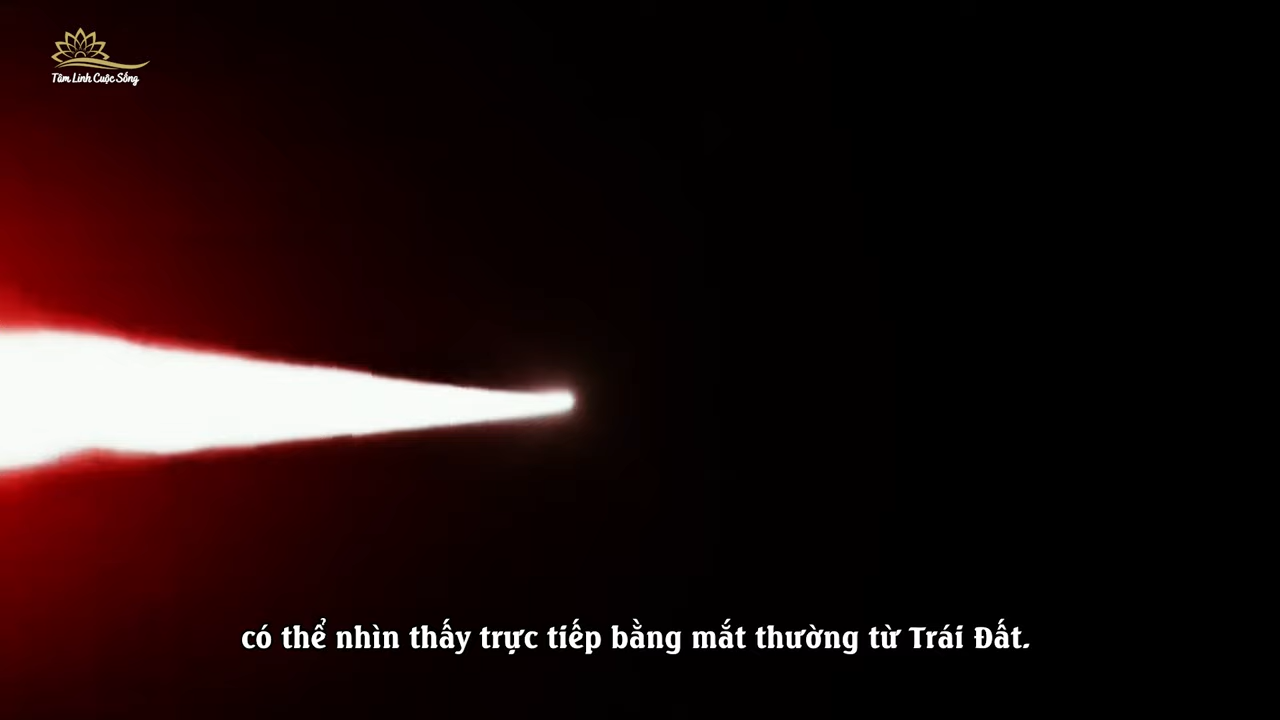 Tâm Linh Cuộc Sống
có thể nhìn thấy trực tiếp bằng mắt thường từ Trái Đất.